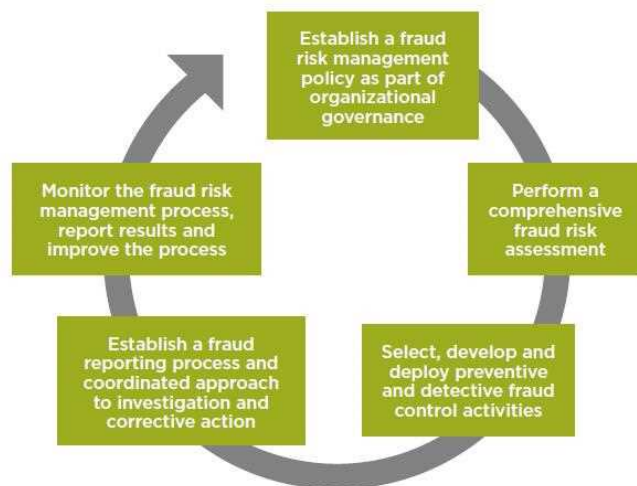 Establish a fraud
risk management
policy as part of
organizational
governance
Perform a
comprehensive
fraud risk
assessment
Select, develop and
deploy preventive
and detective fraud
control activities
Establish a fraud
reporting process and
coordinated approach
to investigation and
corrective action
Monitor the fraud risk
management process,
report results and
improve the process